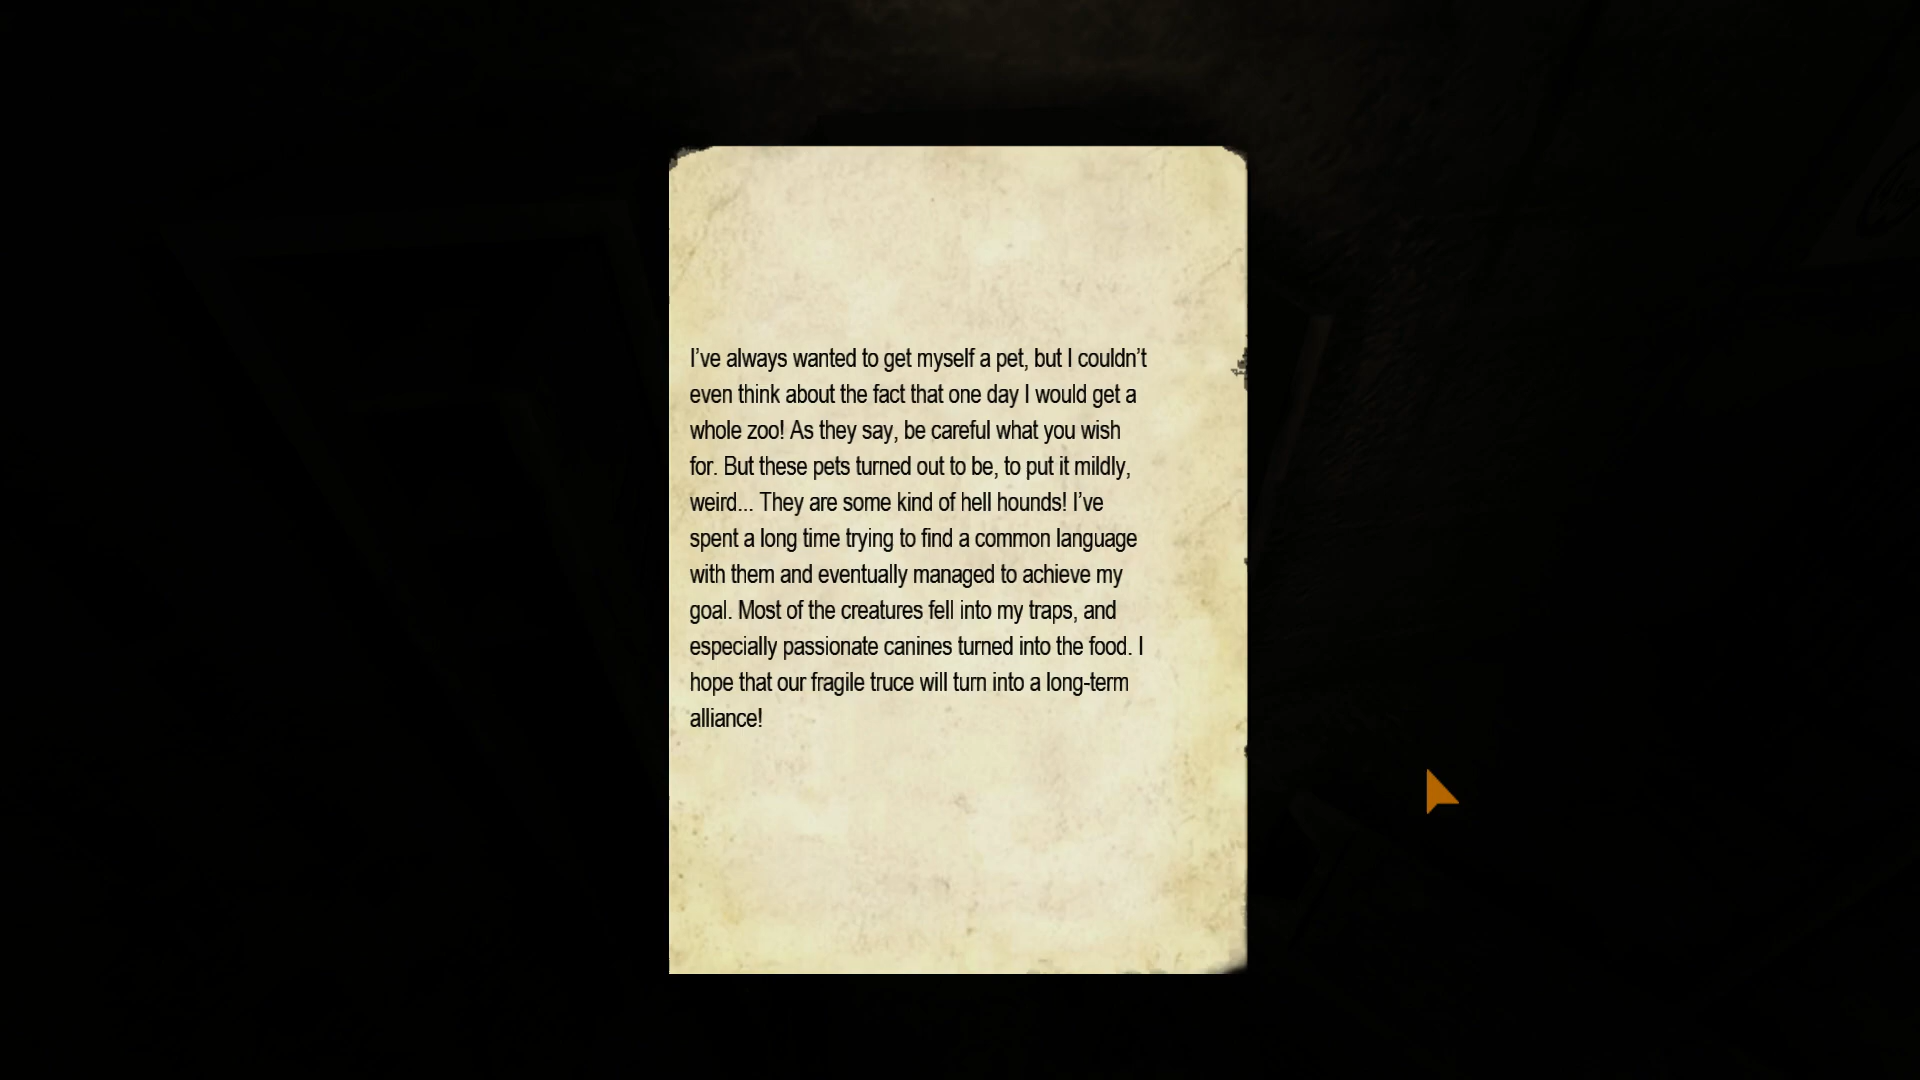 I’ve always wanted to get myself a pet, but I couldn’t
even think about the fact that one day I would get a
whole zoo! As they say, be careful what you wish
for. But these pets turned out to be, to put it mildly,
weird... They are some kind of hell hounds! I’ve
spent a long time trying to find a common language
with them and eventually managed to achieve my
goal. Most of the creatures fell into my traps, and
especially passionate canines turned into the food. I
hope that our fragile truce will turn into a long-term
alliance!